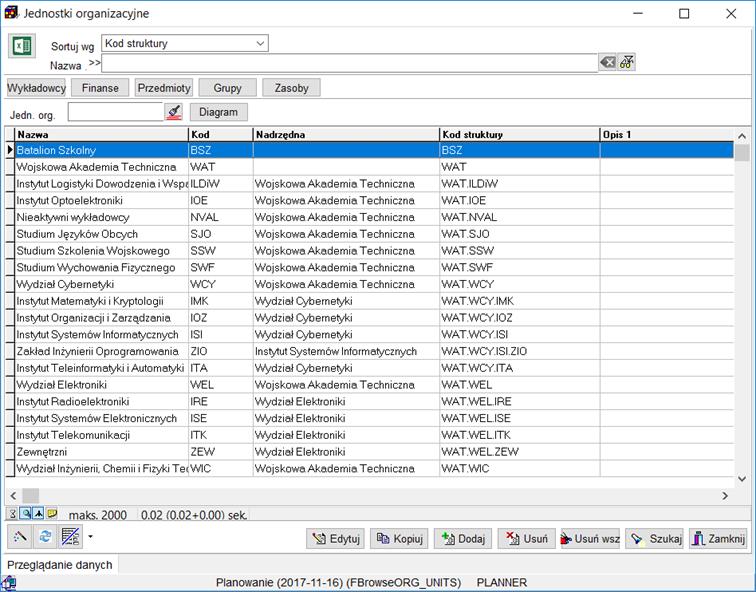 Jednostki organizacyjne
Sortuj wg Kod struktury
Nazwa . >>
Wykładowcy Finanse Przedmioty Grupy Zasoby
Jedn. org. Diagram
Nazwa Kod Nadrzędna Kod struktury Opis 1
Batalion Szkolny BSZ BSZ
Wojskowa Akademia Techniczna WAT WAT
Instytut Logistyki Dowodzenia i Wspa ILDiW Wojskowa Akademia Techniczna WAT.ILDiW
Instytut Optoelektroniki IOE Wojskowa Akademia Techniczna WAT.IOE
Nieaktywni wykładowcy NVAL Wojskowa Akademia Techniczna WAT.NVAL
Studium Języków Obcych SJO Wojskowa Akademia Techniczna WAT.SJO
Studium Szkolenia Wojskowego SSW Wojskowa Akademia Techniczna WAT.SSW
Studium Wychowania Fizycznego SWF Wojskowa Akademia Techniczna WAT.SWF
Wydział Cybernetyki WCY Wojskowa Akademia Techniczna WAT.WCY
Instytut Matematyki i Kryptologii IMK Wydział Cybernetyki WAT.WCY.IMK
Instytut Organizacji i Zarządzania IOZ Wydział Cybernetyki WAT.WCY.IOZ
Instytut Systemów Informatycznych ISI Wydział Cybernetyki WAT.WCY.ISI
Zakład Inżynierii Oprogramowania ZIO Instytut Systemów Informatycznych WAT.WCY.ISI.ZIO
Instytut Teleinformatyki i Automatyki ITA Wydział Cybernetyki WAT.WCY.ITA
Wydział Elektroniki WEL Wojskowa Akademia Techniczna WAT.WEL
Instytut Radioelektroniki IRE Wydział Elektroniki WAT.WEL.IRE
Instytut Systemów Elektronicznych ISE Wydział Elektroniki WAT.WEL.ISE
Instytut Telekomunikacji ITK Wydział Elektroniki WAT.WEL.ITK
Zewnętrzni ZEW Wydział Elektroniki WAT.WEL.ZEW
Wydział Inżynierii, Chemii i Fizyki Tec WIC Wojskowa Akademia Techniczna WAT.WIC
maks. 2000 0.02 (0.02+0.00) sek.
Edytuj Kopiuj Dodaj Usuń Usuń wsz Szukaj Zamknij
Przeglądanie danych
Planowanie (2017-11-16) (FBrowseORG_UNITS) PLANNER